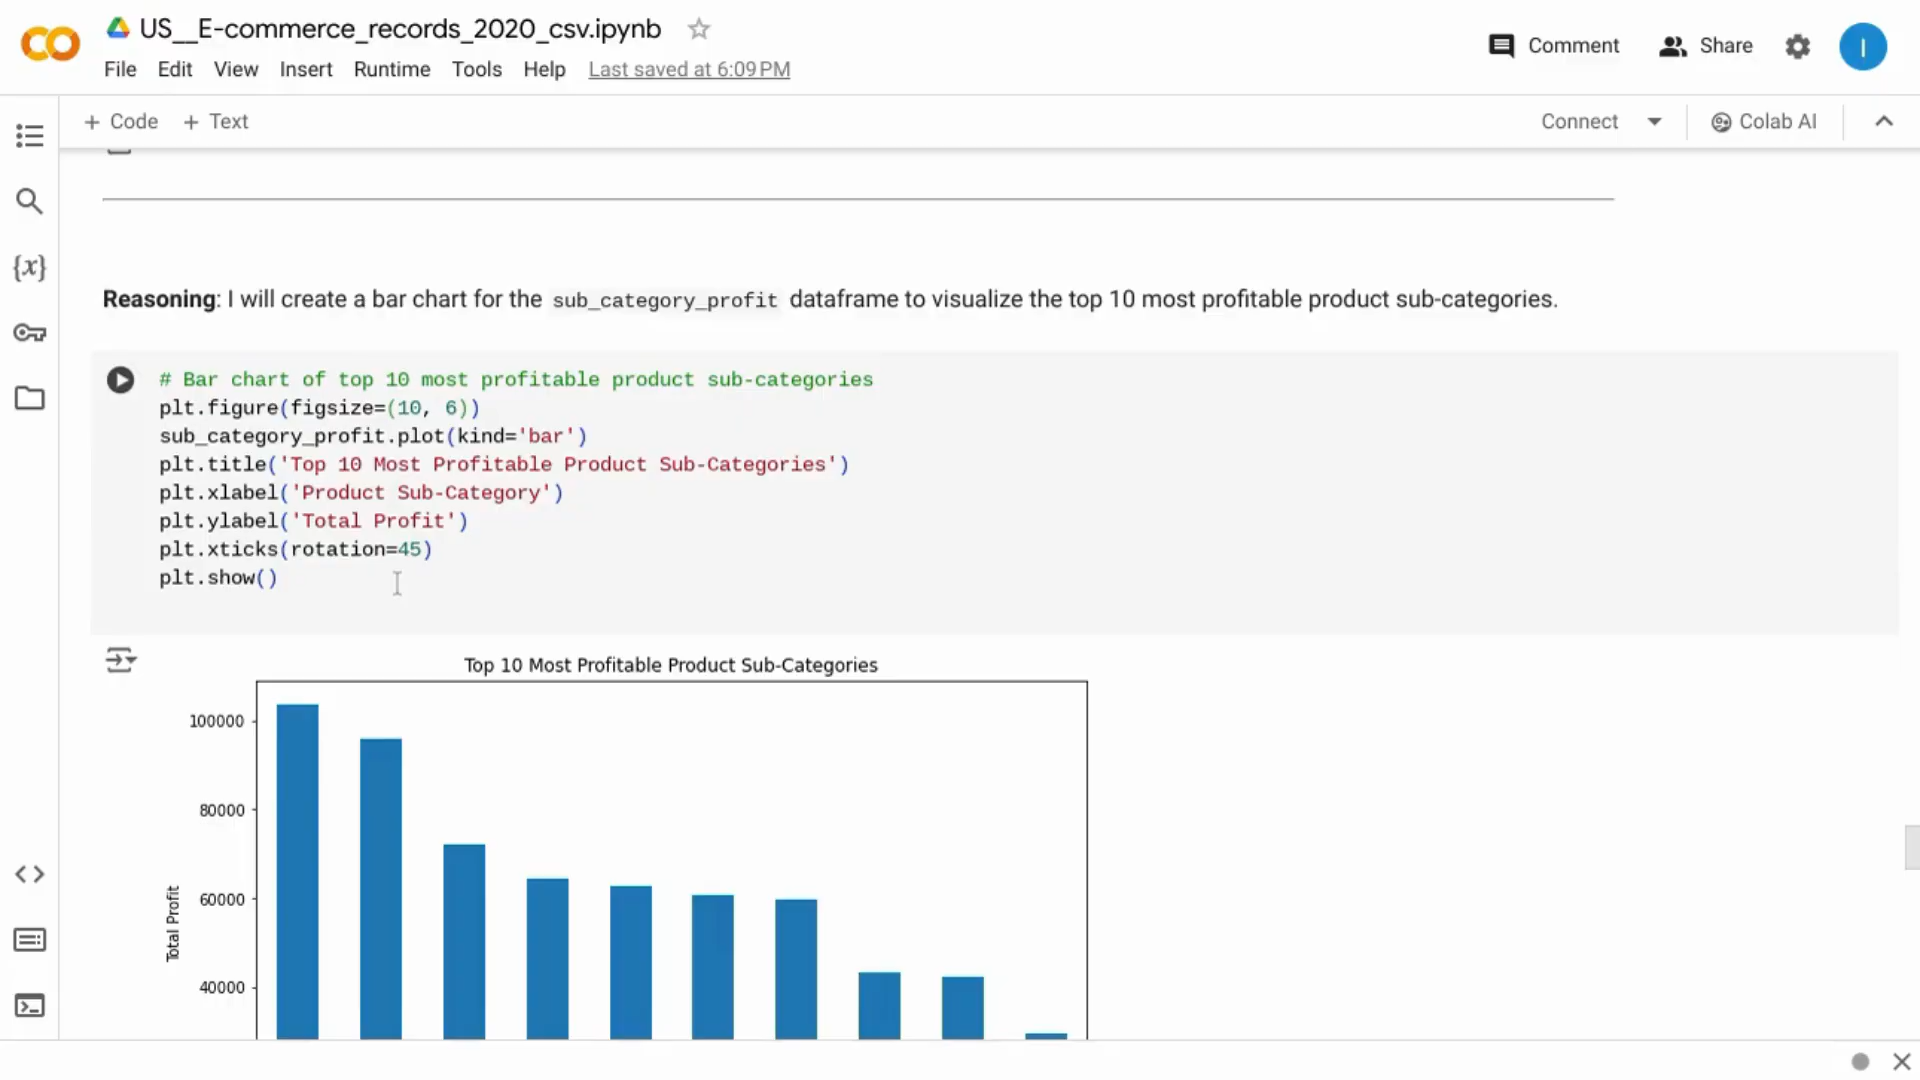 US__E-commerce_records_2020_csv.ipynb
Comment
Share
I
File Edit View Insert Runtime Tools Help Last saved at 6:09 PM
+ Code + Text
Connect
Colab AI
{x}
Reasoning: I will create a bar chart for the sub_category_profit dataframe to visualize the top 10 most profitable product sub-categories.
# Bar chart of top 10 most profitable product sub-categories
plt.figure(figsize=(10, 6))
sub_category_profit.plot(kind='bar')
plt.title('Top 10 Most Profitable Product Sub-Categories')
plt.xlabel('Product Sub-Category')
plt.ylabel('Total Profit')
plt.xticks(rotation=45)
plt.show()
Top 10 Most Profitable Product Sub-Categories
100000
80000
60000
40000
Total Profit